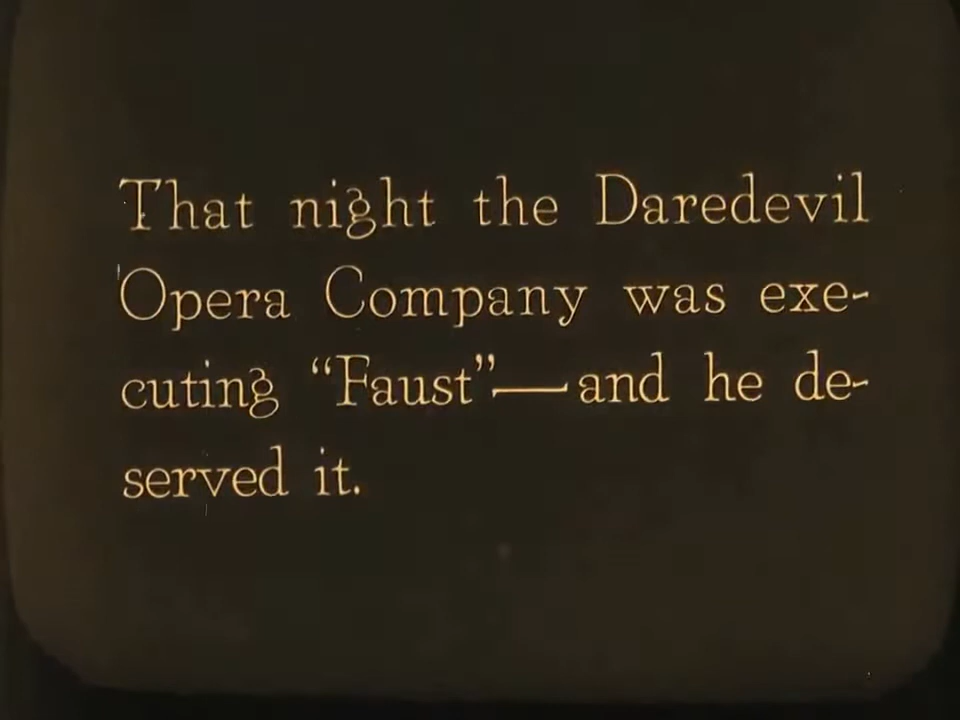 That night the Daredevil
Opera Company was exe-
cuting “Faust”—and he de-
served it.